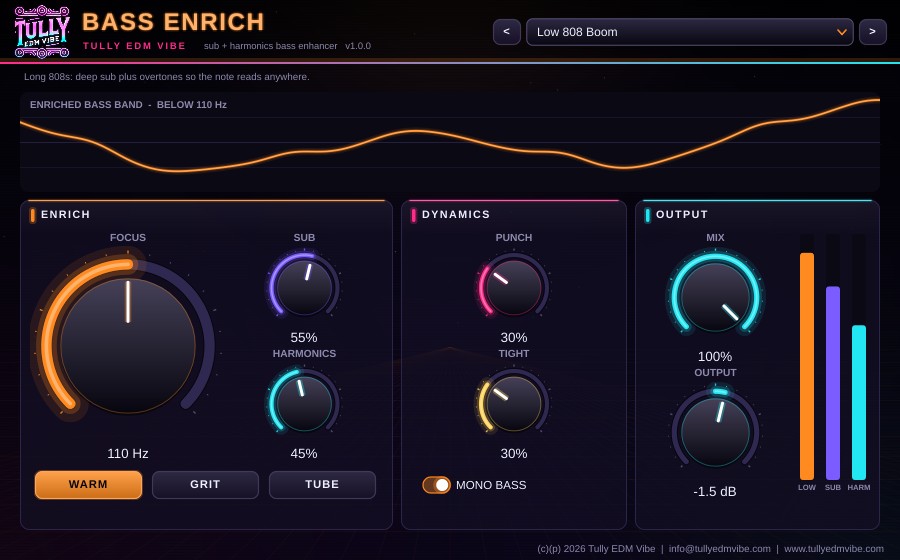 TULLY
EDM VIBE
BASS ENRICH
TULLY EDM VIBE sub + harmonics bass enhancer v1.0.0
< Low 808 Boom >
Long 808s: deep sub plus overtones so the note reads anywhere.
ENRICHED BASS BAND - BELOW 110 Hz
ENRICH
FOCUS
110 Hz
SUB
55%
HARMONICS
45%
WARM GRIT TUBE
DYNAMICS
PUNCH
30%
TIGHT
30%
MONO BASS
OUTPUT
MIX
100%
OUTPUT
-1.5 dB
LOW SUB HARM
(c)(p) 2026 Tully EDM Vibe | info@tullyedmvibe.com | www.tullyedmvibe.com